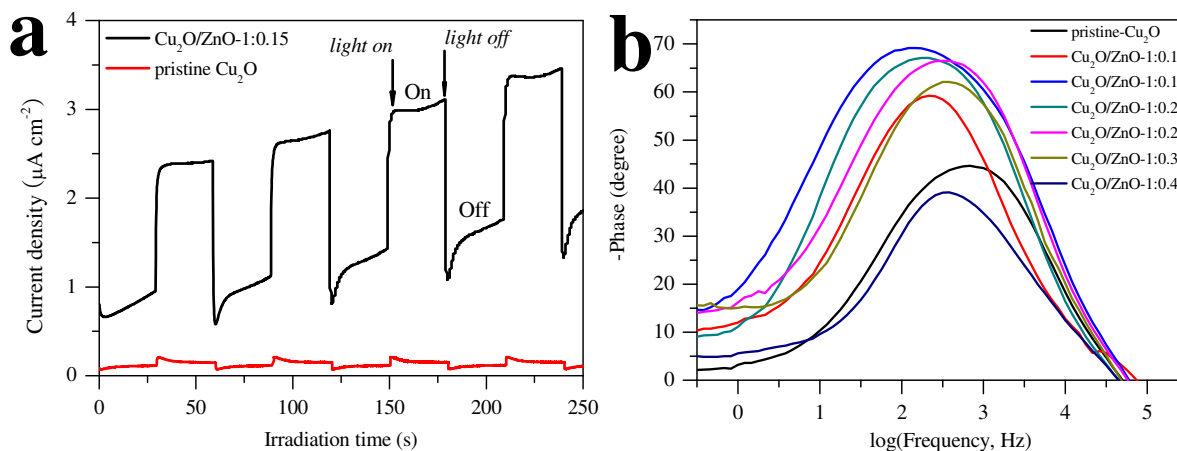 a
Cu₂O/ZnO-1:0.15
pristine Cu₂O
light on
light off
On
Off
Current density (μA cm⁻²)
4
3
2
1
0
0 50 100 150 200 250
Irradiation time (s)
b
pristine-Cu₂O
Cu₂O/ZnO-1:0.1
Cu₂O/ZnO-1:0.1
Cu₂O/ZnO-1:0.2
Cu₂O/ZnO-1:0.2
Cu₂O/ZnO-1:0.3
Cu₂O/ZnO-1:0.4
-Phase (degree)
70
60
50
40
30
20
10
0
0 1 2 3 4 5
log(Frequency, Hz)